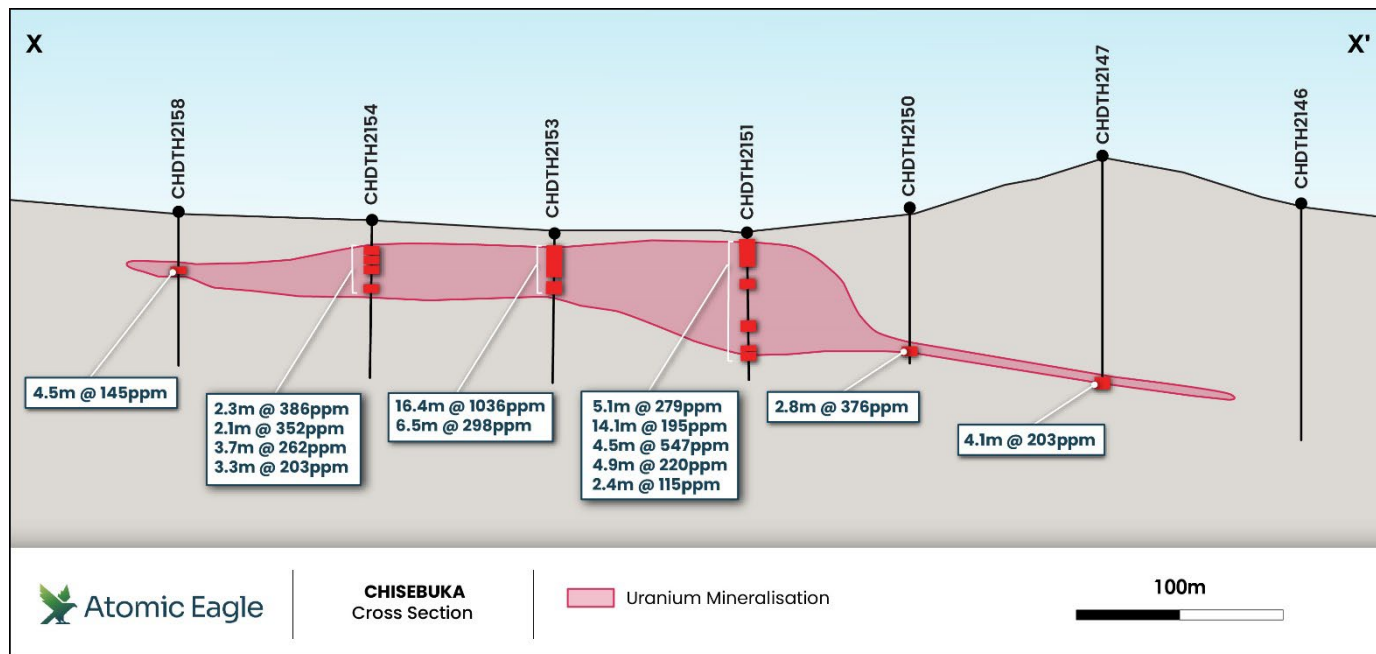 X
X'
CHDTH2158
CHDTH2154
CHDTH2153
CHDTH2151
CHDTH2150
CHDTH2147
CHDTH2146
4.5m @ 145ppm
2.3m @ 386ppm
2.1m @ 352ppm
3.7m @ 262ppm
3.3m @ 203ppm
16.4m @ 1036ppm
6.5m @ 298ppm
5.1m @ 279ppm
14.1m @ 195ppm
4.5m @ 547ppm
4.9m @ 220ppm
2.4m @ 115ppm
2.8m @ 376ppm
4.1m @ 203ppm
Atomic Eagle
CHISEBUKA
Cross Section
Uranium Mineralisation
100m